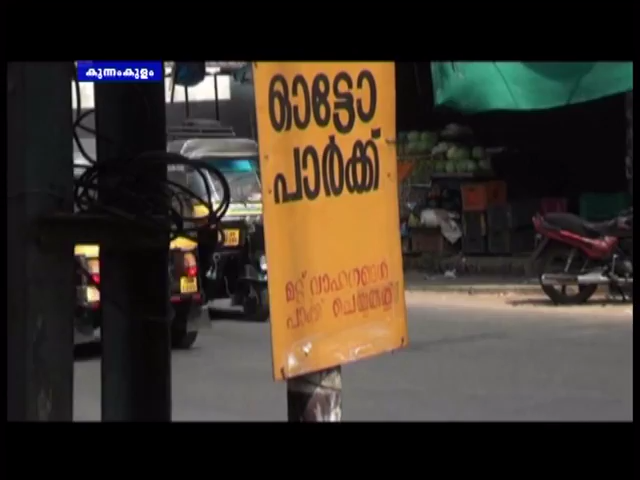 കുന്നംകുളം
ഓട്ടോ
പാർക്ക്
മറ്റ് വാഹനങ്ങൾ
പാർക്ക് ചെയ്യരുത്